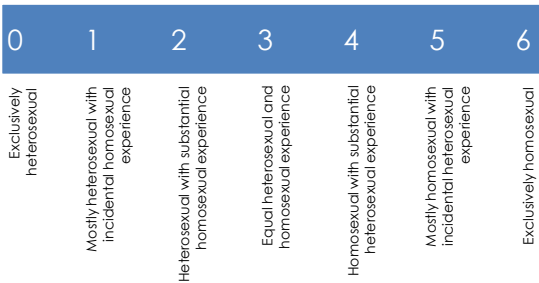 0 1 2 3 4 5 6
Exclusively
heterosexual
Mostly heterosexual with
incidental homosexual
experience
Heterosexual with substantial
homosexual experience
Equal heterosexual and
homosexual experience
Homosexual with substantial
heterosexual experience
Mostly homosexual with
incidental heterosexual
experience
Exclusively homosexual